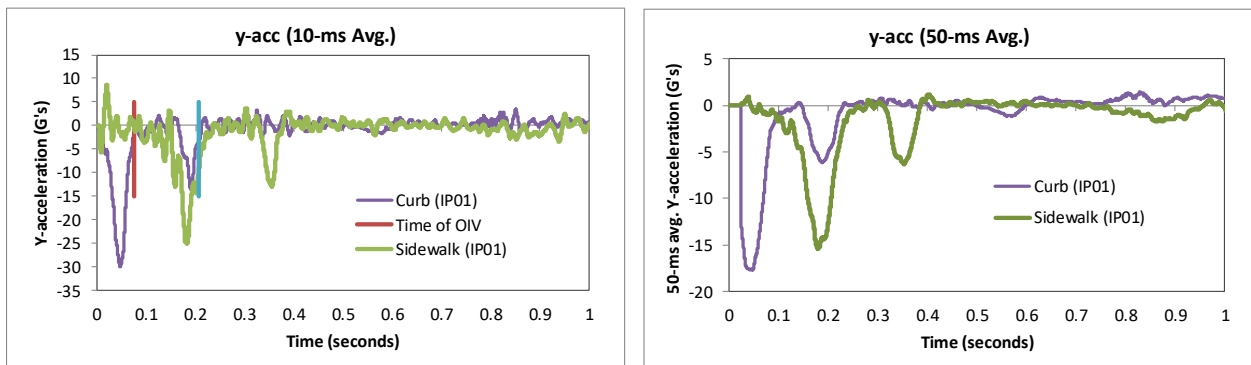 y-acc (10-ms Avg.)
Y-acceleration (G's)
15
10
5
0
-5
-10
-15
-20
-25
-30
-35
Curb (IP01)
Time of OIV
Sidewalk (IP01)
0 0.1 0.2 0.3 0.4 0.5 0.6 0.7 0.8 0.9 1
Time (seconds)
y-acc (50-ms Avg.)
50-ms avg. Y-acceleration (G's)
5
0
-5
-10
-15
-20
Curb (IP01)
Sidewalk (IP01)
0 0.1 0.2 0.3 0.4 0.5 0.6 0.7 0.8 0.9 1
Time (seconds)